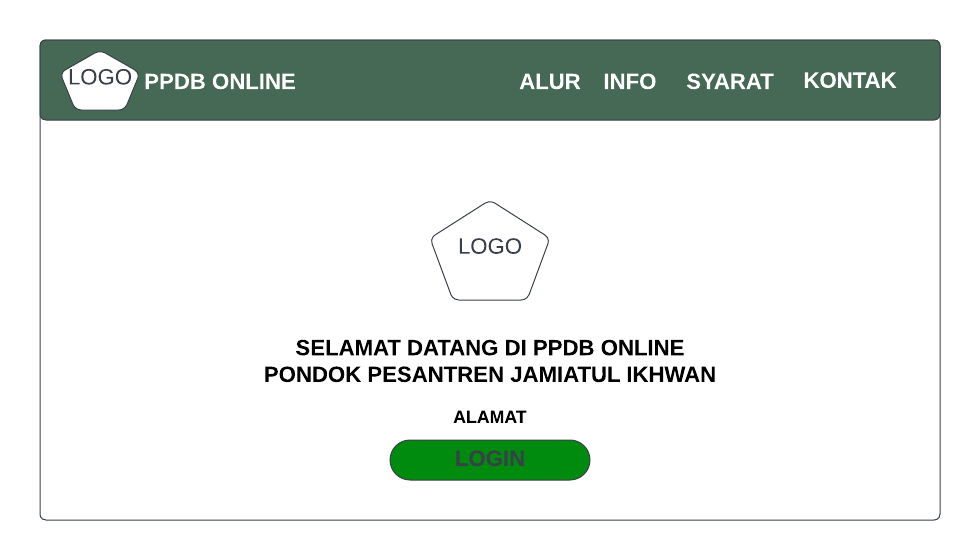 LOGO PPDB ONLINE ALUR INFO SYARAT KONTAK
LOGO
SELAMAT DATANG DI PPDB ONLINE
PONDOK PESANTREN JAMIATUL IKHWAN
ALAMAT
LOGIN